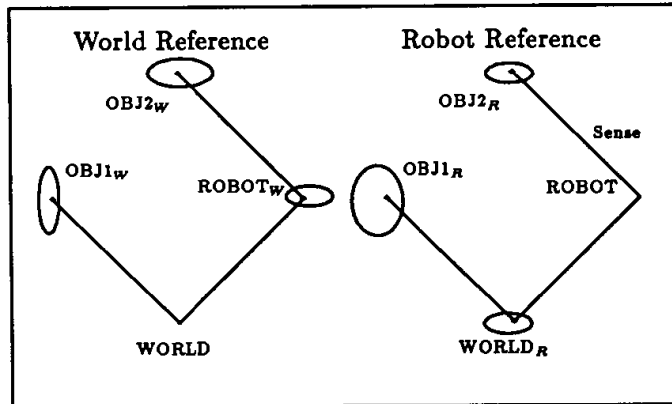 World Reference
OBJ2W
OBJ1W
ROBOTW
WORLD
Robot Reference
OBJ2R
Sense
OBJ1R
ROBOT
WORLDR